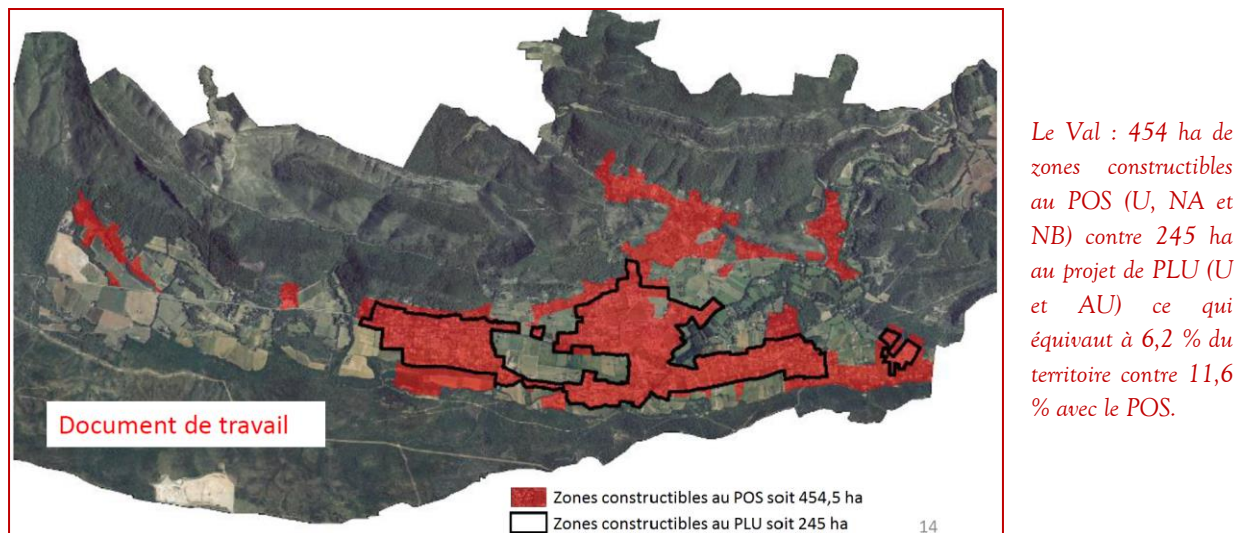 Document de travail
Zones constructibles au POS soit 454,5 ha
Zones constructibles au PLU soit 245 ha
14
Le Val : 454 ha de
zones constructibles
au POS (U, NA et
NB) contre 245 ha
au projet de PLU (U
et AU) ce qui
équivaut à 6,2 % du
territoire contre 11,6
% avec le POS.